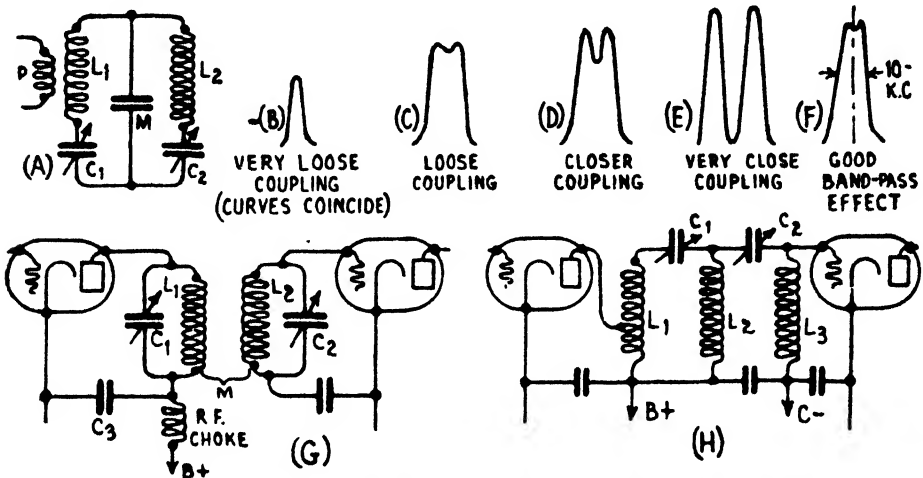 P
L1
M
L2
(A)
C1
C2
(B)
VERY LOOSE
COUPLING
(CURVES COINCIDE)
(C)
LOOSE
COUPLING
(D)
CLOSER
COUPLING
(E)
VERY CLOSE
COUPLING
(F)
10-
K.C
GOOD
BAND-PASS
EFFECT
L1
C1
L2
C2
M
C3
R.F.
CHOKE
B+
(G)
C1
C2
L1
L2
L3
B+
C-
(H)